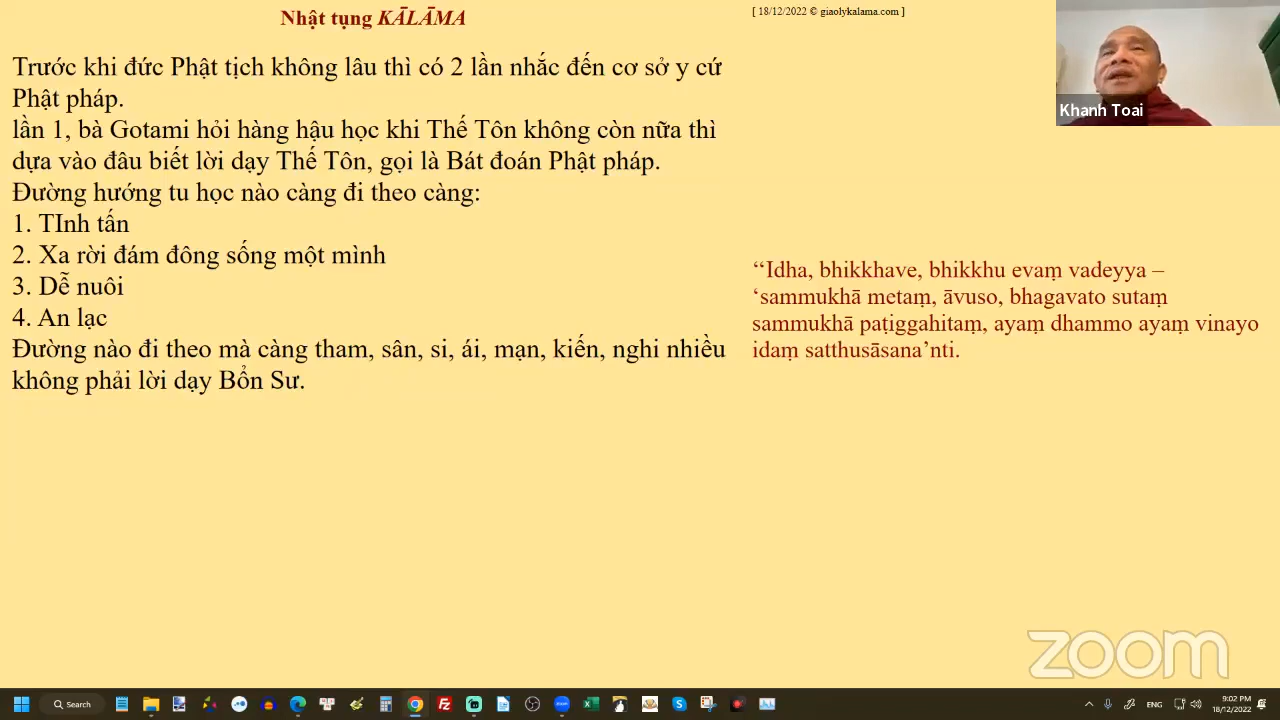 Nhật tụng KĀLĀMA
[ 18/12/2022 © giaolykalama.com ]
Trước khi đức Phật tịch không lâu thì có 2 lần nhắc đến cơ sở y cứ
Phật pháp.
lần 1, bà Gotami hỏi hàng hậu học khi Thế Tôn không còn nữa thì
dựa vào đâu biết lời dạy Thế Tôn, gọi là Bát đoán Phật pháp.
Đường hướng tu học nào càng đi theo càng:
1. TInh tấn
2. Xa rời đám đông sống một mình
3. Dễ nuôi
4. An lạc
Đường nào đi theo mà càng tham, sân, si, ái, mạn, kiến, nghi nhiều
không phải lời dạy Bổn Sư.
“Idha, bhikkhave, bhikkhu evaṃ vadeyya –
‘sammukhā metaṃ, āvuso, bhagavato sutaṃ
sammukhā paṭiggahitaṃ, ayaṃ dhammo ayaṃ vinayo
idaṃ satthusāsana’nti.
Khanh Toai
zoom
Search
ENG
9:02 PM
18/12/2022